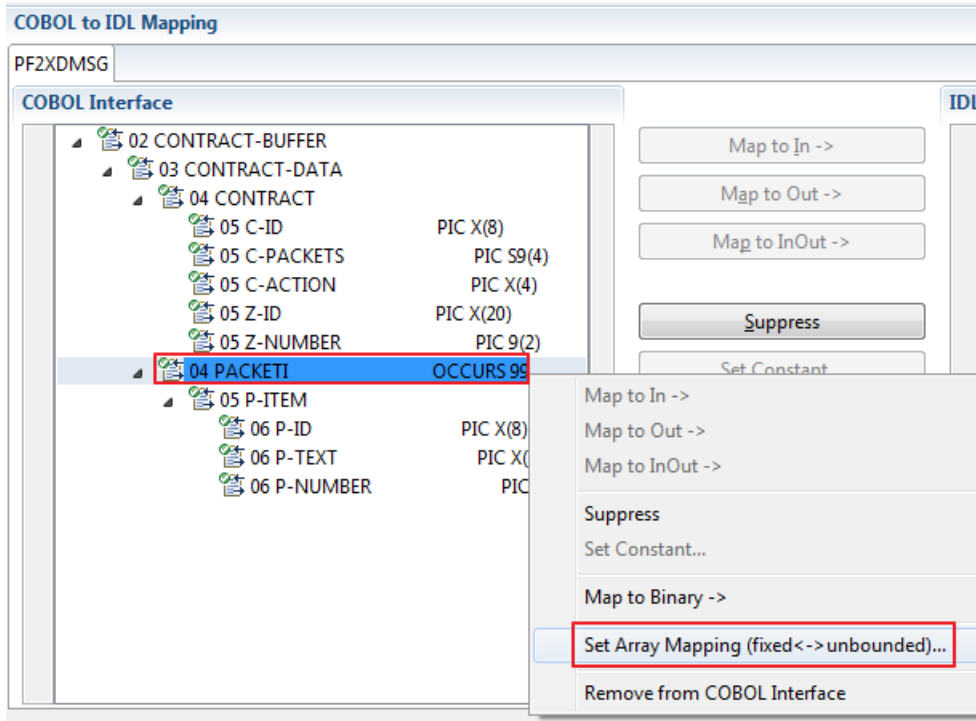 COBOL to IDL Mapping
PF2XDMSG
COBOL Interface
IDL
02 CONTRACT-BUFFER
03 CONTRACT-DATA
04 CONTRACT
05 C-ID PIC X(8)
05 C-PACKETS PIC S9(4)
05 C-ACTION PIC X(4)
05 Z-ID PIC X(20)
05 Z-NUMBER PIC 9(2)
04 PACKETI OCCURS 99
05 P-ITEM
06 P-ID PIC X(8)
06 P-TEXT PIC X(
06 P-NUMBER PIC
Map to In ->
Map to Out ->
Map to InOut ->
Suppress
Set Constant
Map to In ->
Map to Out ->
Map to InOut ->
Suppress
Set Constant...
Map to Binary ->
Set Array Mapping (fixed<->unbounded)...
Remove from COBOL Interface